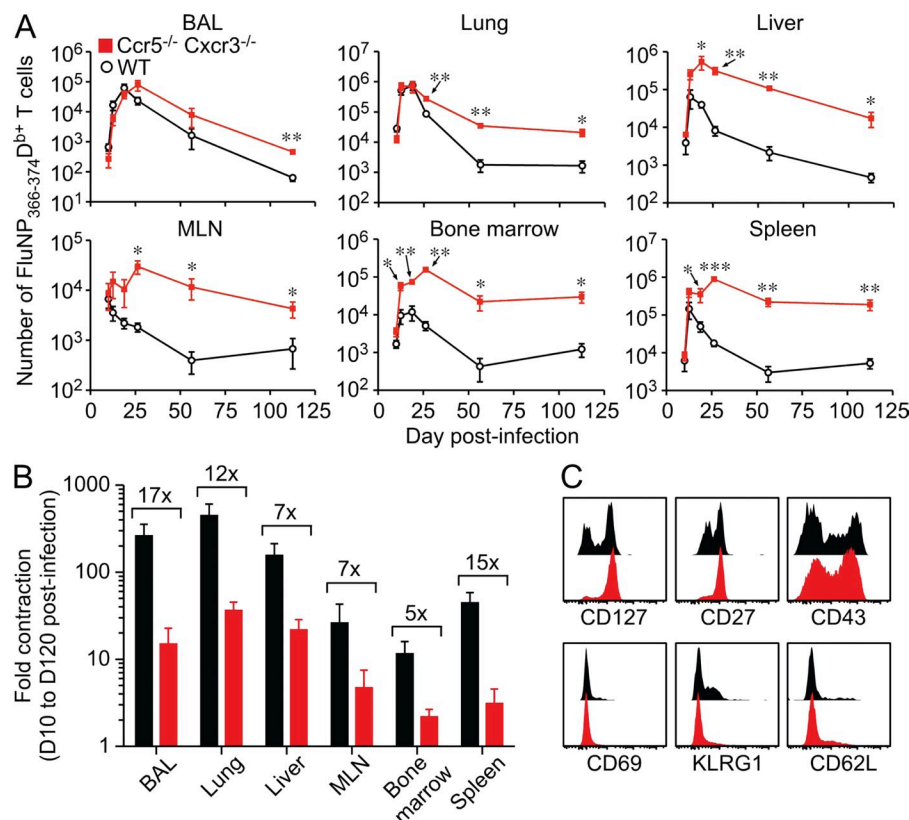 A
BAL
Lung
Liver
Ccr5-/- Cxcr3-/-
WT
Number of FluNP366-374Db+ T cells
10^6
10^5
10^4
10^3
10^2
10^1
**
10^7
10^6
10^5
10^4
10^3
10^2
**
**
*
10^6
10^5
10^4
10^3
10^2
*
**
**
*
MLN
Bone marrow
Spleen
10^5
10^4
10^3
10^2
*
*
*
0 25 50 75 100 125
10^6
10^5
10^4
10^3
10^2
*
**
**
*
*
0 25 50 75 100 125
10^7
10^6
10^5
10^4
10^3
*
***
**
**
0 25 50 75 100 125
Day post-infection
B
Fold contraction
(D10 to D120 post-infection)
1000
100
10
1
17x
12x
7x
7x
5x
15x
BAL
Lung
Liver
MLN
Bone
marrow
Spleen
C
CD127
CD27
CD43
CD69
KLRG1
CD62L